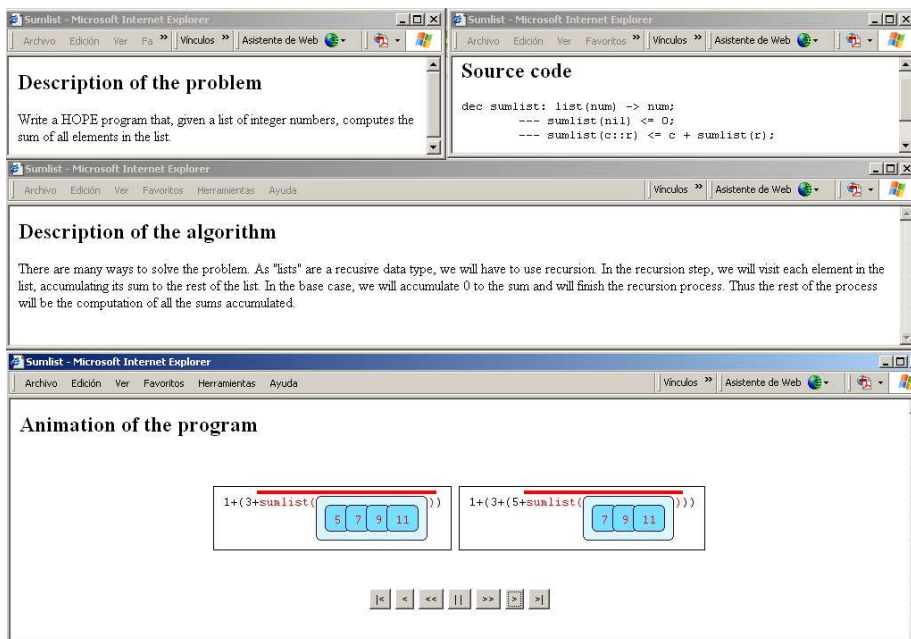 Sumlist - Microsoft Internet Explorer
Archivo Edición Ver Fa » Vínculos » Asistente de Web
Description of the problem
Write a HOPE program that, given a list of integer numbers, computes the
sum of all elements in the list.
Sumlist - Microsoft Internet Explorer
Archivo Edición Ver Favoritos » Vínculos » Asistente de Web
Source code
dec sumlist: list(num) -> num;
--- sumlist(nil) <= 0;
--- sumlist(c::r) <= c + sumlist(r);
Sumlist - Microsoft Internet Explorer
Archivo Edición Ver Favoritos Herramientas Ayuda Vínculos » Asistente de Web
Description of the algorithm
There are many ways to solve the problem. As "lists" are a recusive data type, we will have to use recursion. In the recursion step, we will visit each element in the
list, accumulating its sum to the rest of the list. In the base case, we will accumulate 0 to the sum and will finish the recursion process. Thus the rest of the process
will be the computation of all the sums accumulated.
Sumlist - Microsoft Internet Explorer
Archivo Edición Ver Favoritos Herramientas Ayuda Vínculos » Asistente de Web
Animation of the program
1+(3+sumlist( 5 7 9 11 ))
1+(3+(5+sumlist( 7 9 11 )))
|< < << || >> > >|